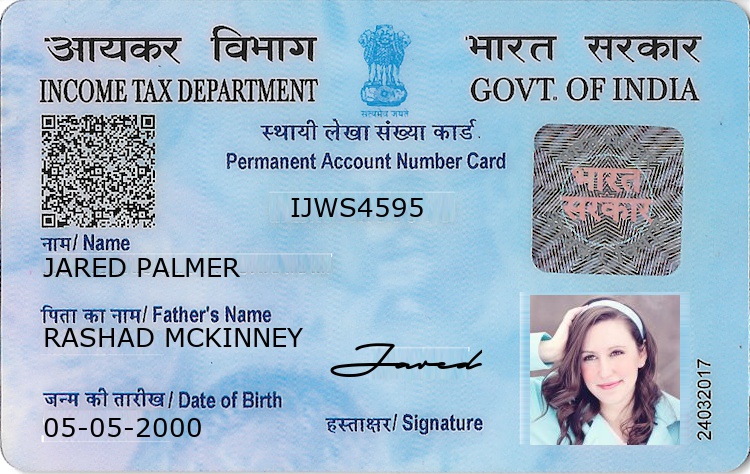 आयकर विभाग
INCOME TAX DEPARTMENT
सत्यमेव जयते
भारत सरकार
GOVT. OF INDIA
स्थायी लेखा संख्या कार्ड
Permanent Account Number Card
IJWS4595
भारत
सरकार
नाम/ Name
JARED PALMER
पिता का नाम/ Father's Name
RASHAD MCKINNEY
जन्म की तारीख / Date of Birth
05-05-2000
Jared
हस्ताक्षर/ Signature
24032017